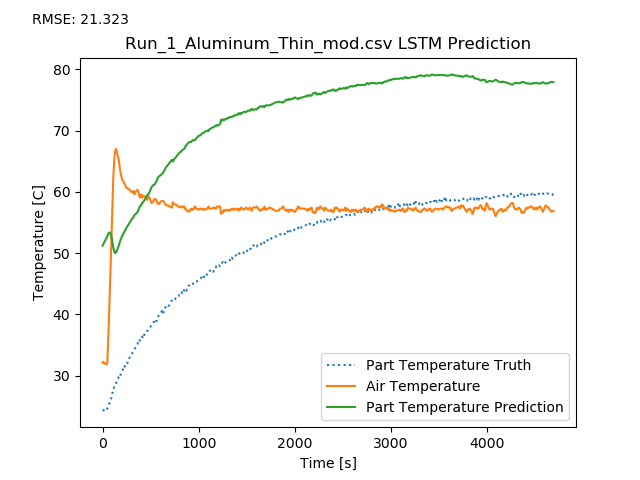 RMSE: 21.323
Run_1_Aluminum_Thin_mod.csv LSTM Prediction
80
70
60
50
40
30
Temperature [C]
Part Temperature Truth
Air Temperature
Part Temperature Prediction
0 1000 2000 3000 4000
Time [s]